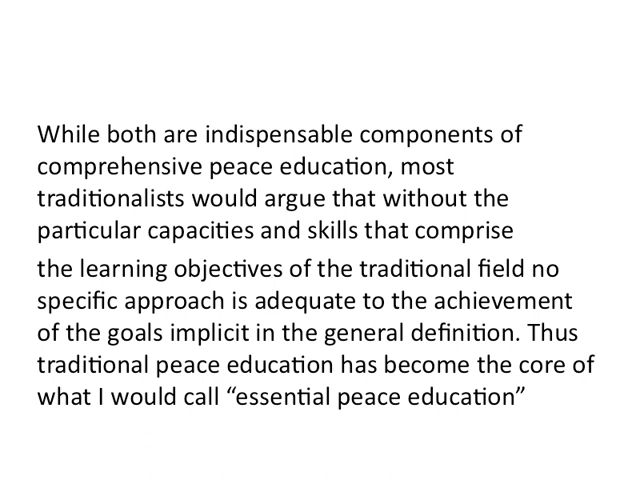 While both are indispensable components of
comprehensive peace education, most
traditionalists would argue that without the
particular capacities and skills that comprise
the learning objectives of the traditional field no
specific approach is adequate to the achievement
of the goals implicit in the general definition. Thus
traditional peace education has become the core of
what I would call “essential peace education”